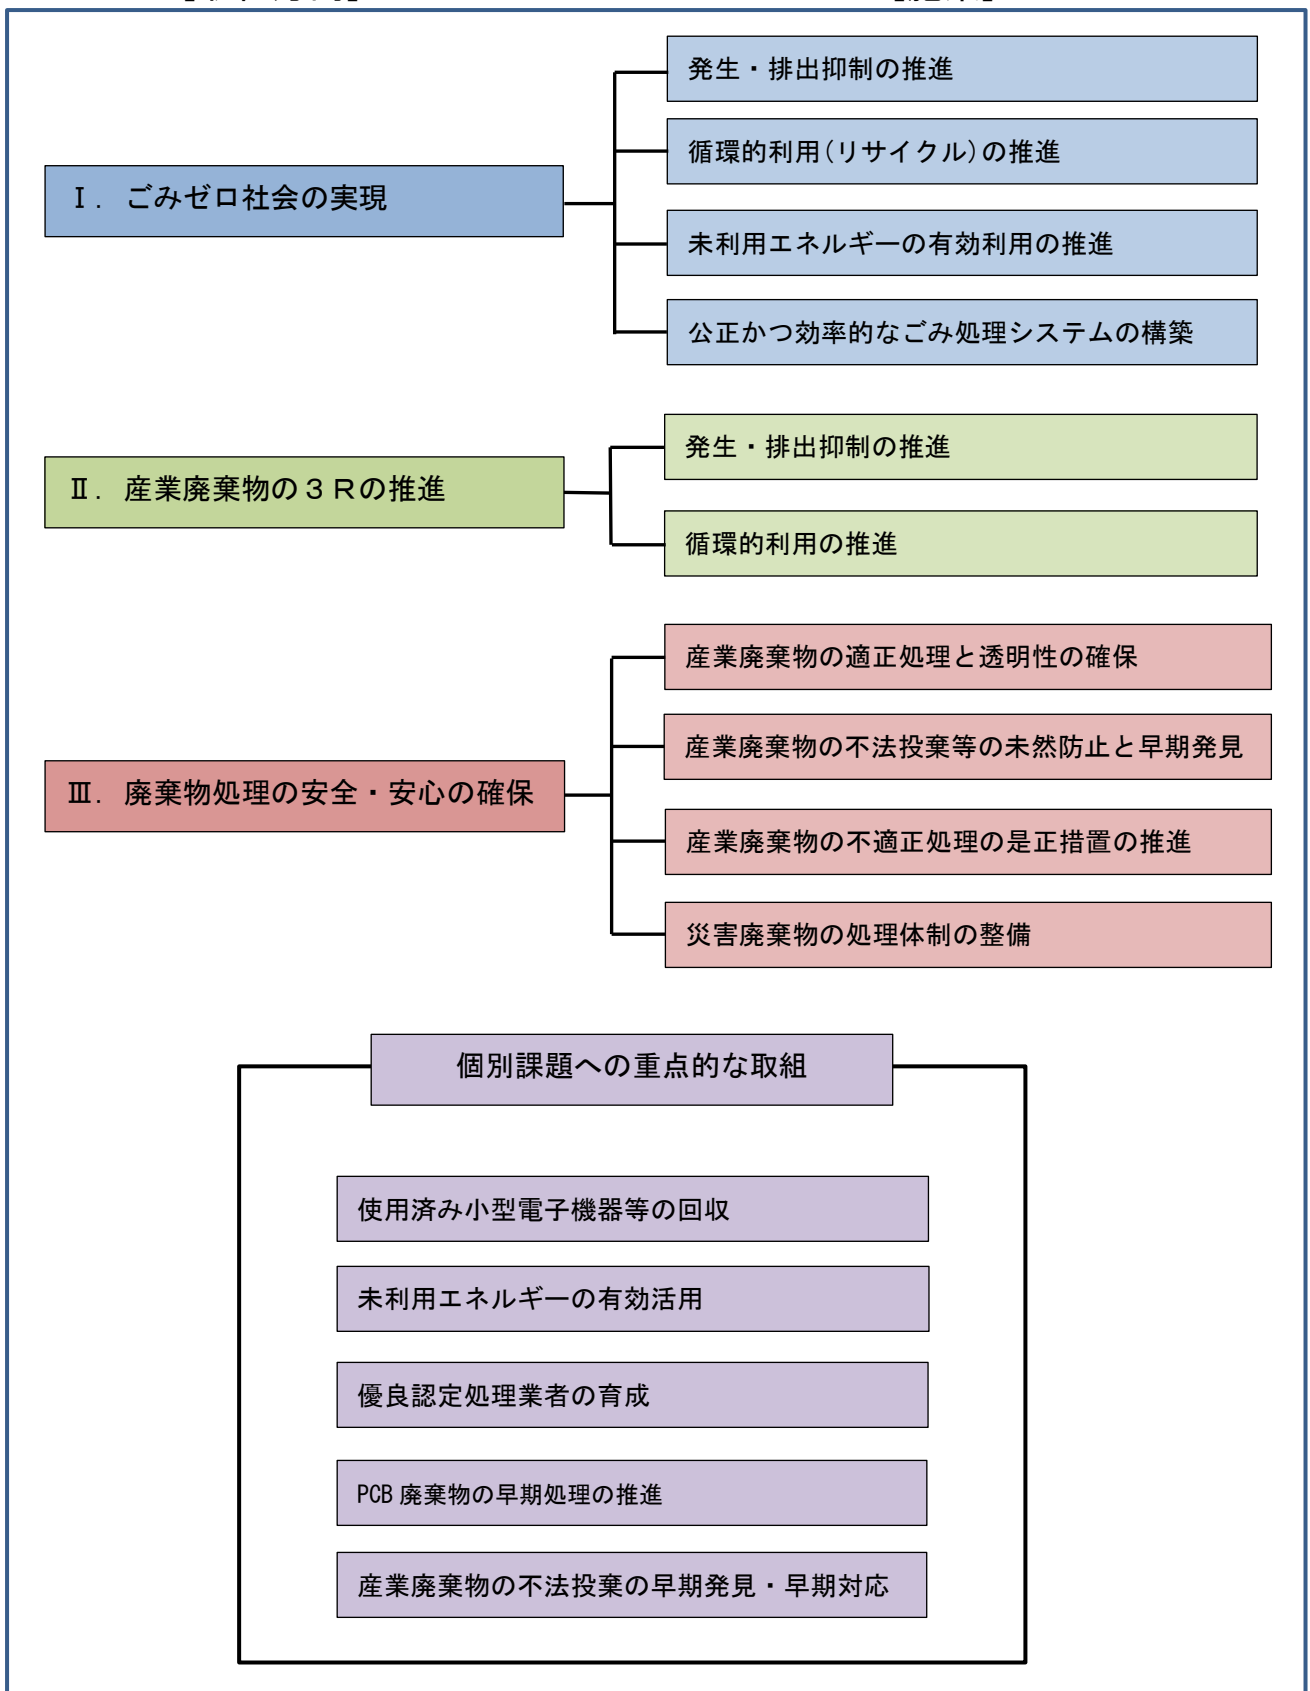 Ⅰ．ごみゼロ社会の実現
発生・排出抑制の推進
循環的利用(リサイクル)の推進
未利用エネルギーの有効利用の推進
公正かつ効率的なごみ処理システムの構築
Ⅱ．産業廃棄物の３Ｒの推進
発生・排出抑制の推進
循環的利用の推進
Ⅲ．廃棄物処理の安全・安心の確保
産業廃棄物の適正処理と透明性の確保
産業廃棄物の不法投棄等の未然防止と早期発見
産業廃棄物の不適正処理の是正措置の推進
災害廃棄物の処理体制の整備
個別課題への重点的な取組
使用済み小型電子機器等の回収
未利用エネルギーの有効活用
優良認定処理業者の育成
PCB 廃棄物の早期処理の推進
産業廃棄物の不法投棄の早期発見・早期対応